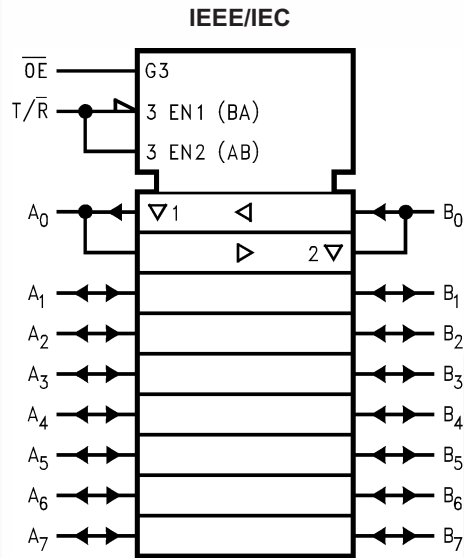 IEEE/IEC
O̅E̅ G3
T/R̅ 3 EN1 (BA)
3 EN2 (AB)
A0 ▽ 1 ◁ B0
▷ 2 ▽
A1 B1
A2 B2
A3 B3
A4 B4
A5 B5
A6 B6
A7 B7